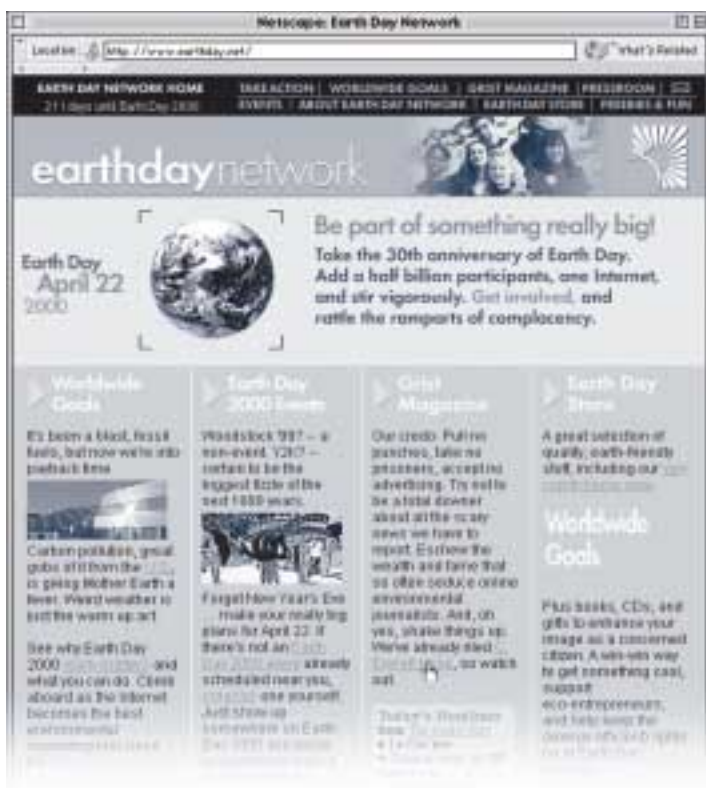 Netscape: Earth Day Network
Location: http://www.earthday.net/ What's Related
EARTH DAY NETWORK HOME TAKE ACTION | WORLDWIDE GOALS | GRIST MAGAZINE | PRESSROOM |
211 days until Earth Day 2000 EVENTS | ABOUT EARTH DAY NETWORK | EARTH DAY STORE | FREEBIES & FUN
earthdaynetwork
Be part of something really big!
Take the 30th anniversary of Earth Day.
Add a half billion participants, one Internet,
and stir vigorously. Get involved, and
rattle the ramparts of complacency.
Earth Day
April 22
2000
Worldwide
Goals
It's been a blast, fossil
fuels, but now we're into
payback time.
Carbon pollution, great
gobs of it from the
is giving Mother Earth a
fever. Weird weather is
just the warm up act.
See why Earth Day
2000 and
what you can do. Climb
aboard as the Internet
becomes the best
environmental
Earth Day
2000 Events
Woodstock '99? -- a
non-event. Y2K? --
certain to be the
biggest fizzle of the
next 1000 years.
Forget New Year's Eve
make your really big
plans for April 22. If
there's not an Earth
Day 2000 event already
scheduled near you,
one yourself.
Just show up
somewhere on Earth
Day 2000
Grist
Magazine
Our credo: Pull no
punches, take no
prisoners, accept no
advertising. Try not to
be a total downer
about all the scary
news we have to
report. Eschew the
wealth and fame that
so often seduce online
environmental
journalists. And, oh
yes, shake things up.
We've already riled
so watch
out.
Earth Day
Store
A great selection of
quality, earth-friendly
stuff, including our
Worldwide
Goals
Plus books, CDs, and
gifts to enhance your
image as a concerned
citizen. A win-win way
to get something cool,
support
eco-entrepreneurs,
and help keep the